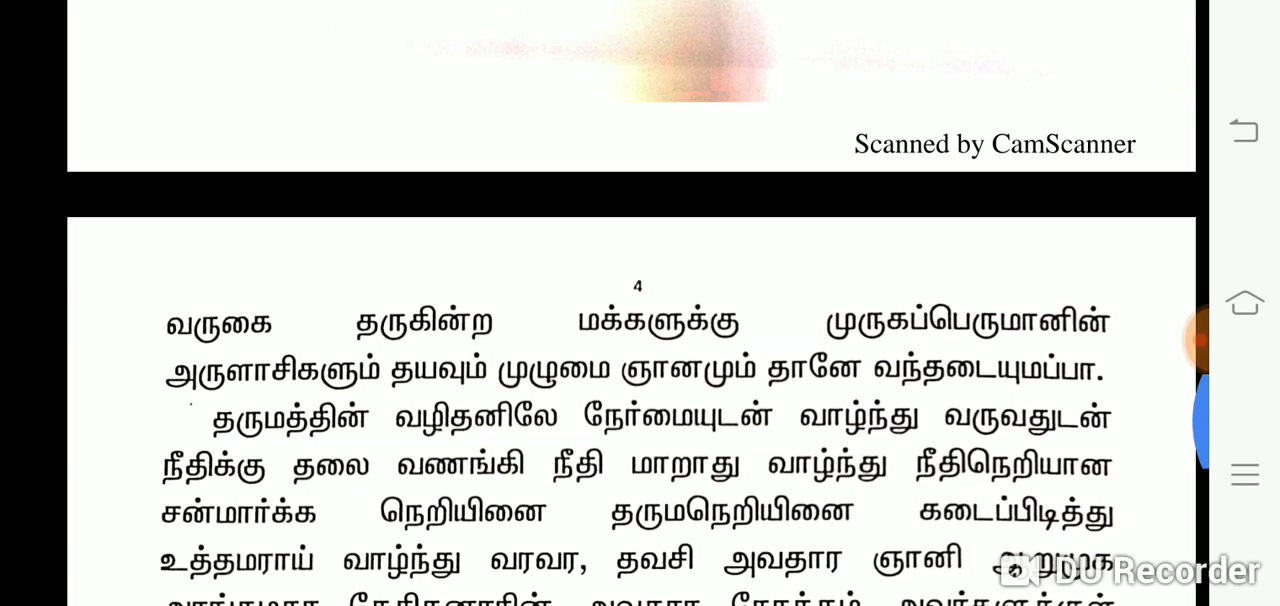 Scanned by CamScanner
4
வருகை தருகின்ற மக்களுக்கு முருகப்பெருமானின்
அருளாசிகளும் தயவும் முழுமை ஞானமும் தானே வந்தடையுமப்பா.
தருமத்தின் வழிதனிலே நேர்மையுடன் வாழ்ந்து வருவதுடன்
நீதிக்கு தலை வணங்கி நீதி மாறாது வாழ்ந்து நீதிநெறியான
சன்மார்க்க நெறியினை தருமநெறியினை கடைப்பிடித்து
உத்தமராய் வாழ்ந்து வரவர, தவசி அவதார ஞானி ஆறுமுக
DU Recorder